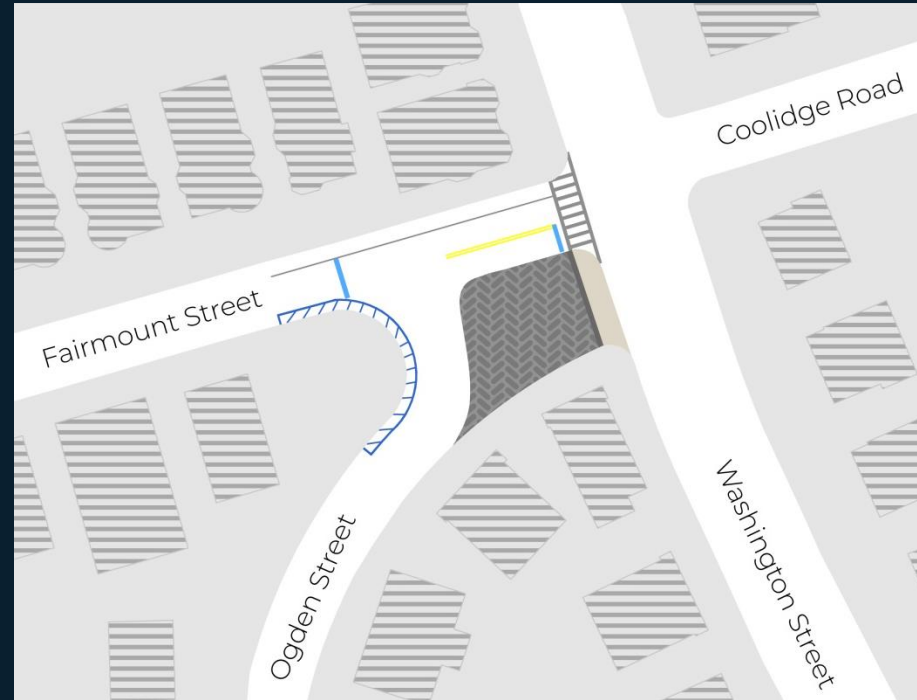 Coolidge Road
Fairmount Street
Ogden Street
Washington Street